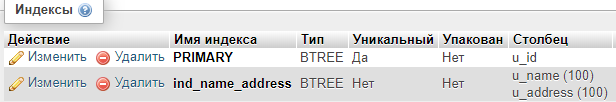 Индексы
Действие Имя индекса Тип Уникальный Упакован Столбец
Изменить Удалить PRIMARY BTREE Да Нет u_id
Изменить Удалить ind_name_address BTREE Нет Нет u_name (100)
u_address (100)